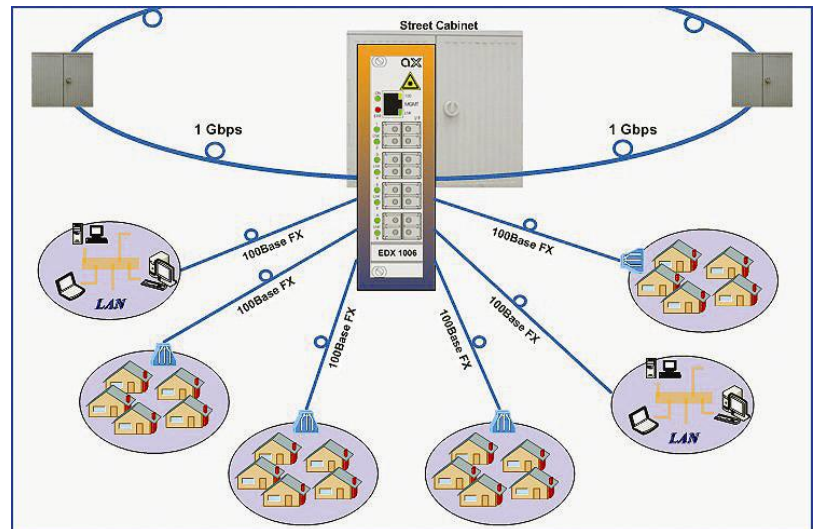 Street Cabinet
ax
MGNT
1 Gbps
1 Gbps
EDX 1006
100Base FX
100Base FX
100Base FX
100Base FX
100Base FX
100Base FX
LAN
LAN